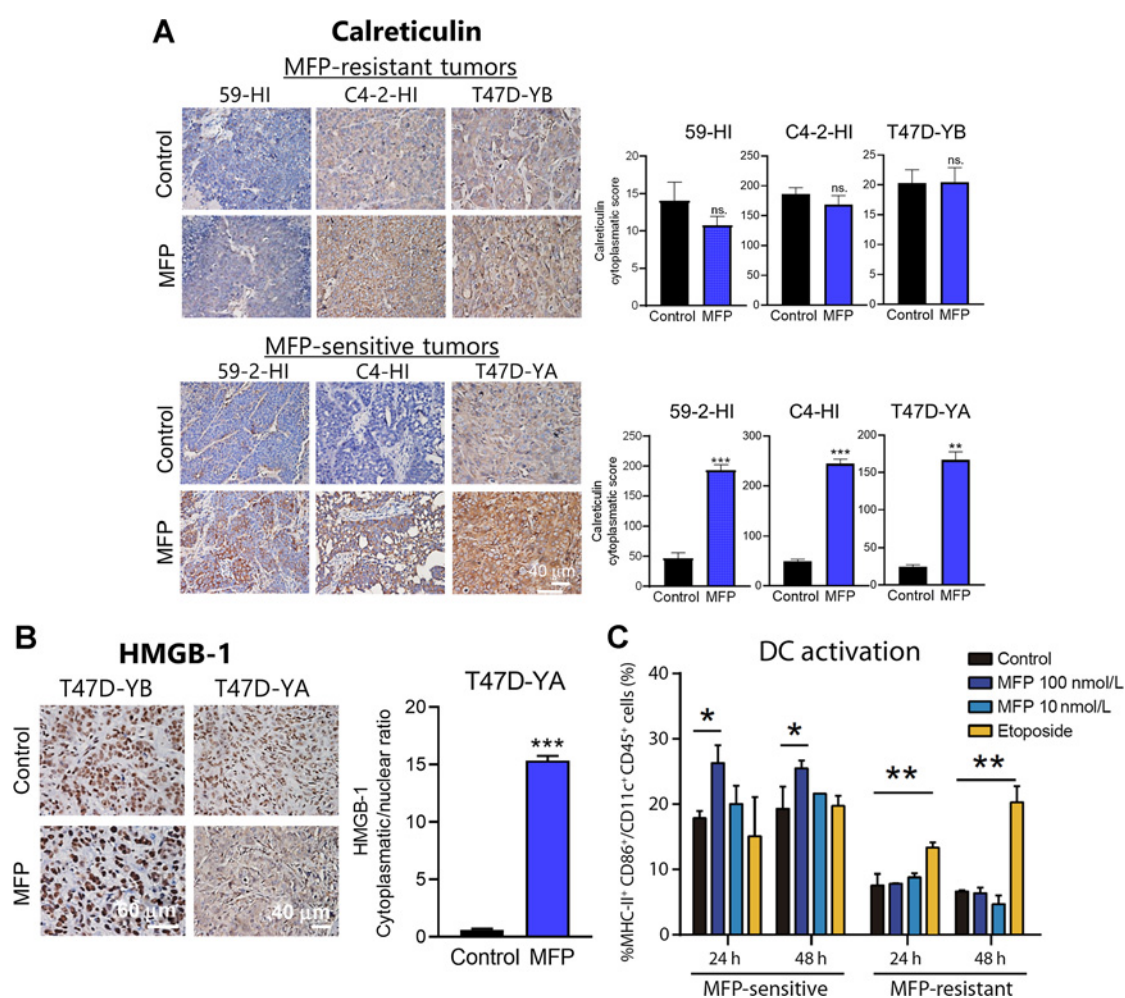 A
Calreticulin
MFP-resistant tumors
59-HI C4-2-HI T47D-YB
Control
MFP
59-HI C4-2-HI T47D-YB
Calreticulin
cytoplasmatic score
20
15
10
5
0
ns.
Control MFP
250
200
150
100
50
0
ns.
Control MFP
25
20
15
10
5
0
ns.
Control MFP
MFP-sensitive tumors
59-2-HI C4-HI T47D-YA
Control
MFP
40 μm
59-2-HI C4-HI T47D-YA
Calreticulin
cytoplasmatic score
250
200
150
100
50
0
***
Control MFP
300
200
100
0
***
Control MFP
200
150
100
50
0
**
Control MFP
B
HMGB-1
T47D-YB T47D-YA
Control
MFP
60 μm
40 μm
T47D-YA
HMGB-1
Cytoplasmatic/nuclear ratio
20
15
10
5
0
***
Control MFP
C
DC activation
Control
MFP 100 nmol/L
MFP 10 nmol/L
Etoposide
%MHC-II⁺ CD86⁺/CD11c⁺ CD45⁺ cells (%)
40
30
20
10
0
* * ** **
24 h 48 h 24 h 48 h
MFP-sensitive MFP-resistant